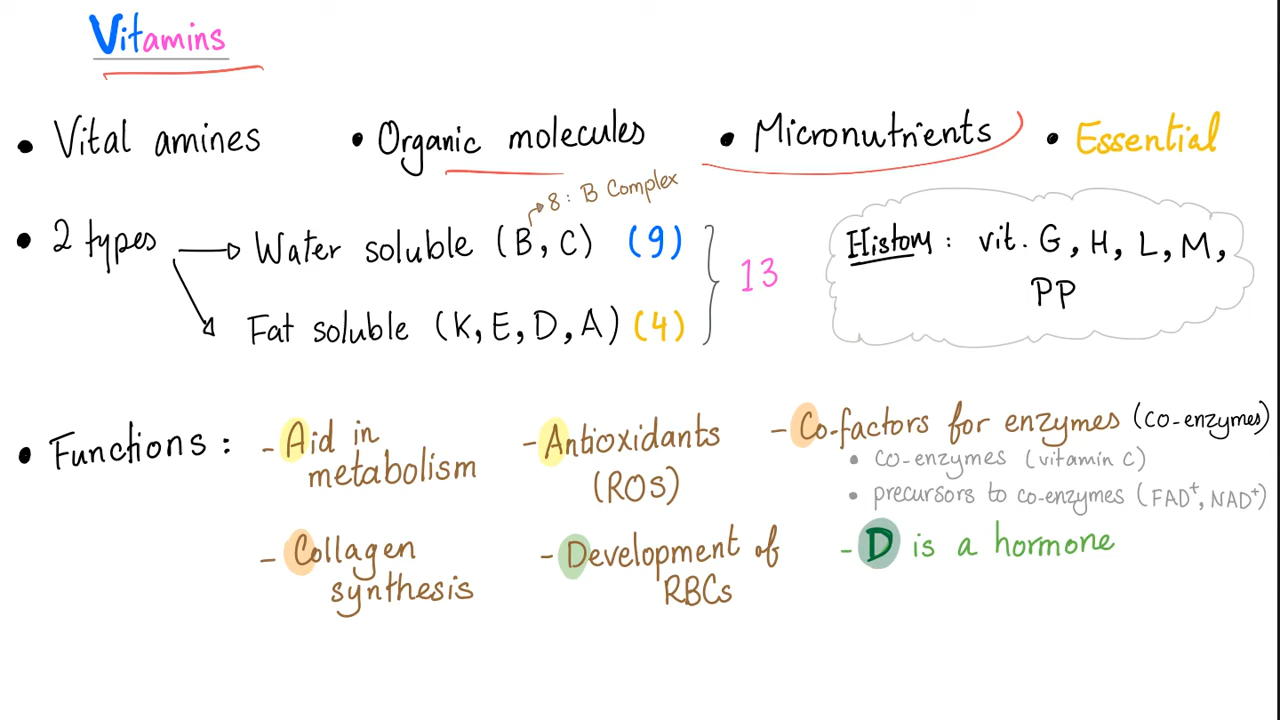 Vitamins
• Vital amines • Organic molecules • Micronutrients • Essential
8: B Complex
• 2 types Water soluble (B, C) (9)
Fat soluble (K, E, D, A) (4)
13
History: vit. G, H, L, M,
PP
• Functions: - Aid in
metabolism
- Antioxidants
(ROS)
- Co-factors for enzymes (co-enzymes)
• co-enzymes (vitamin c)
• precursors to co-enzymes (FAD+, NAD+)
- Collagen
synthesis
- Development of
RBCs
- D is a hormone